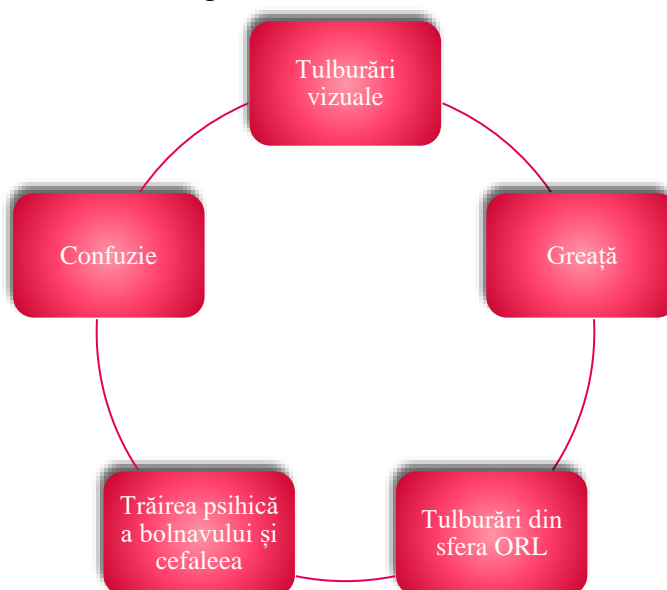 Tulburări
vizuale
Confuzie
Greață
Trăirea psihică
a bolnavului și
cefaleea
Tulburări din
sfera ORL